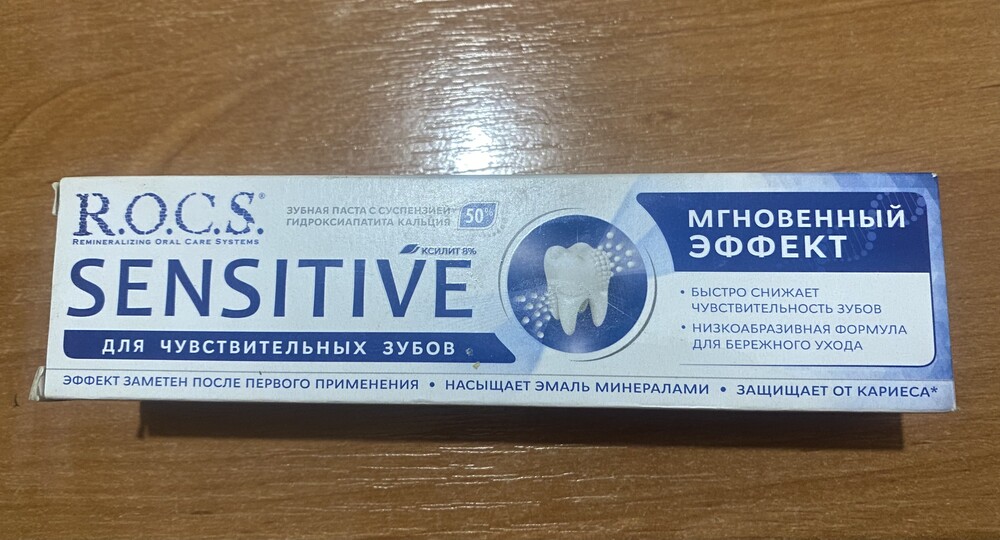 R.O.C.S.®
REMINERALIZING ORAL CARE SYSTEMS
ЗУБНАЯ ПАСТА С СУСПЕНЗИЕЙ
ГИДРОКСИАПАТИТА КАЛЬЦИЯ
50%
КСИЛИТ 8%
SENSITIVE
ДЛЯ ЧУВСТВИТЕЛЬНЫХ ЗУБОВ
МГНОВЕННЫЙ
ЭФФЕКТ
• БЫСТРО СНИЖАЕТ
ЧУВСТВИТЕЛЬНОСТЬ ЗУБОВ
• НИЗКОАБРАЗИВНАЯ ФОРМУЛА
ДЛЯ БЕРЕЖНОГО УХОДА
ЭФФЕКТ ЗАМЕТЕН ПОСЛЕ ПЕРВОГО ПРИМЕНЕНИЯ • НАСЫЩАЕТ ЭМАЛЬ МИНЕРАЛАМИ • ЗАЩИЩАЕТ ОТ КАРИЕСА*